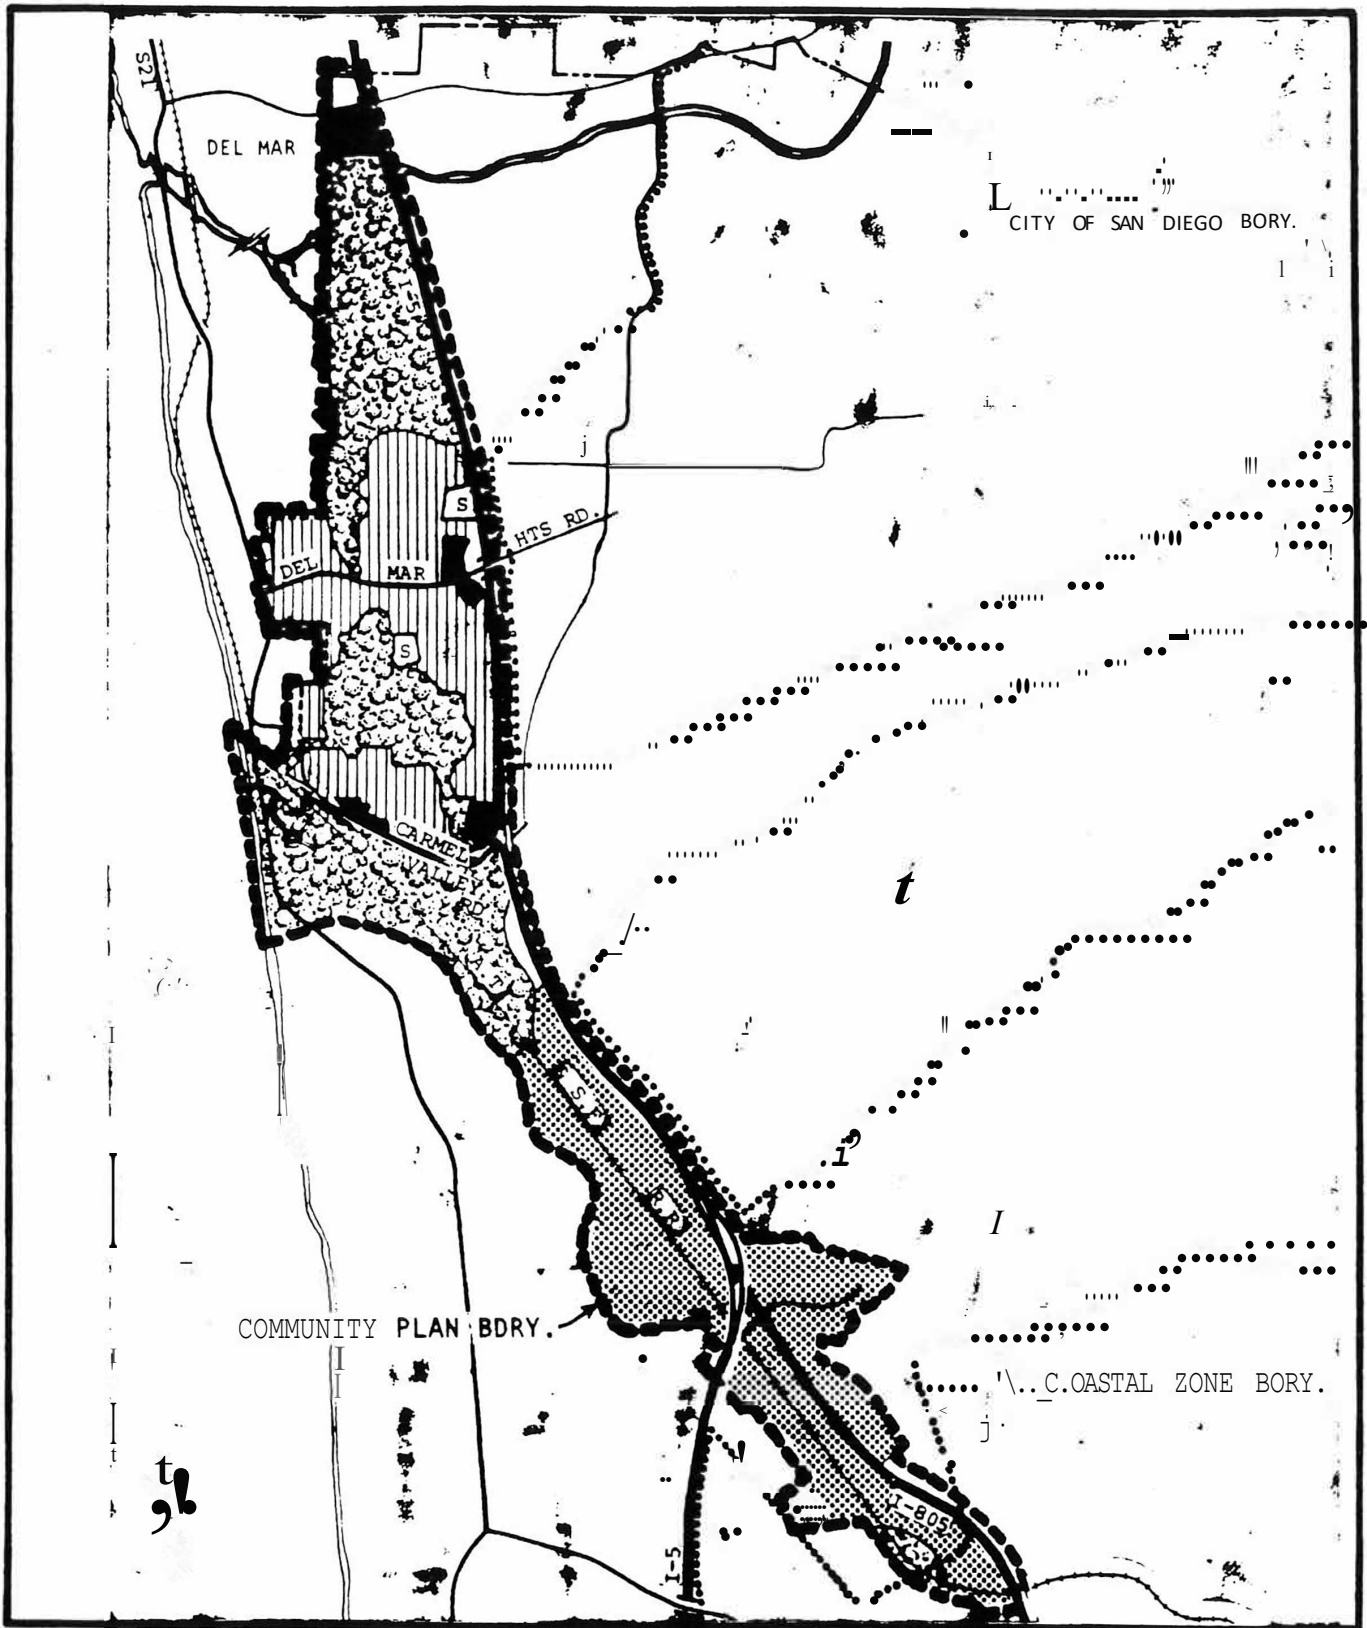 S21
DEL MAR
CITY OF SAN DIEGO BORY.
I-5
S
HTS RD.
DEL MAR
S
CARMEL
VALLEY
RD
A.T.
S.F.
R.R.
COMMUNITY PLAN BDRY.
C.OASTAL ZONE BORY.
I-805
I-5